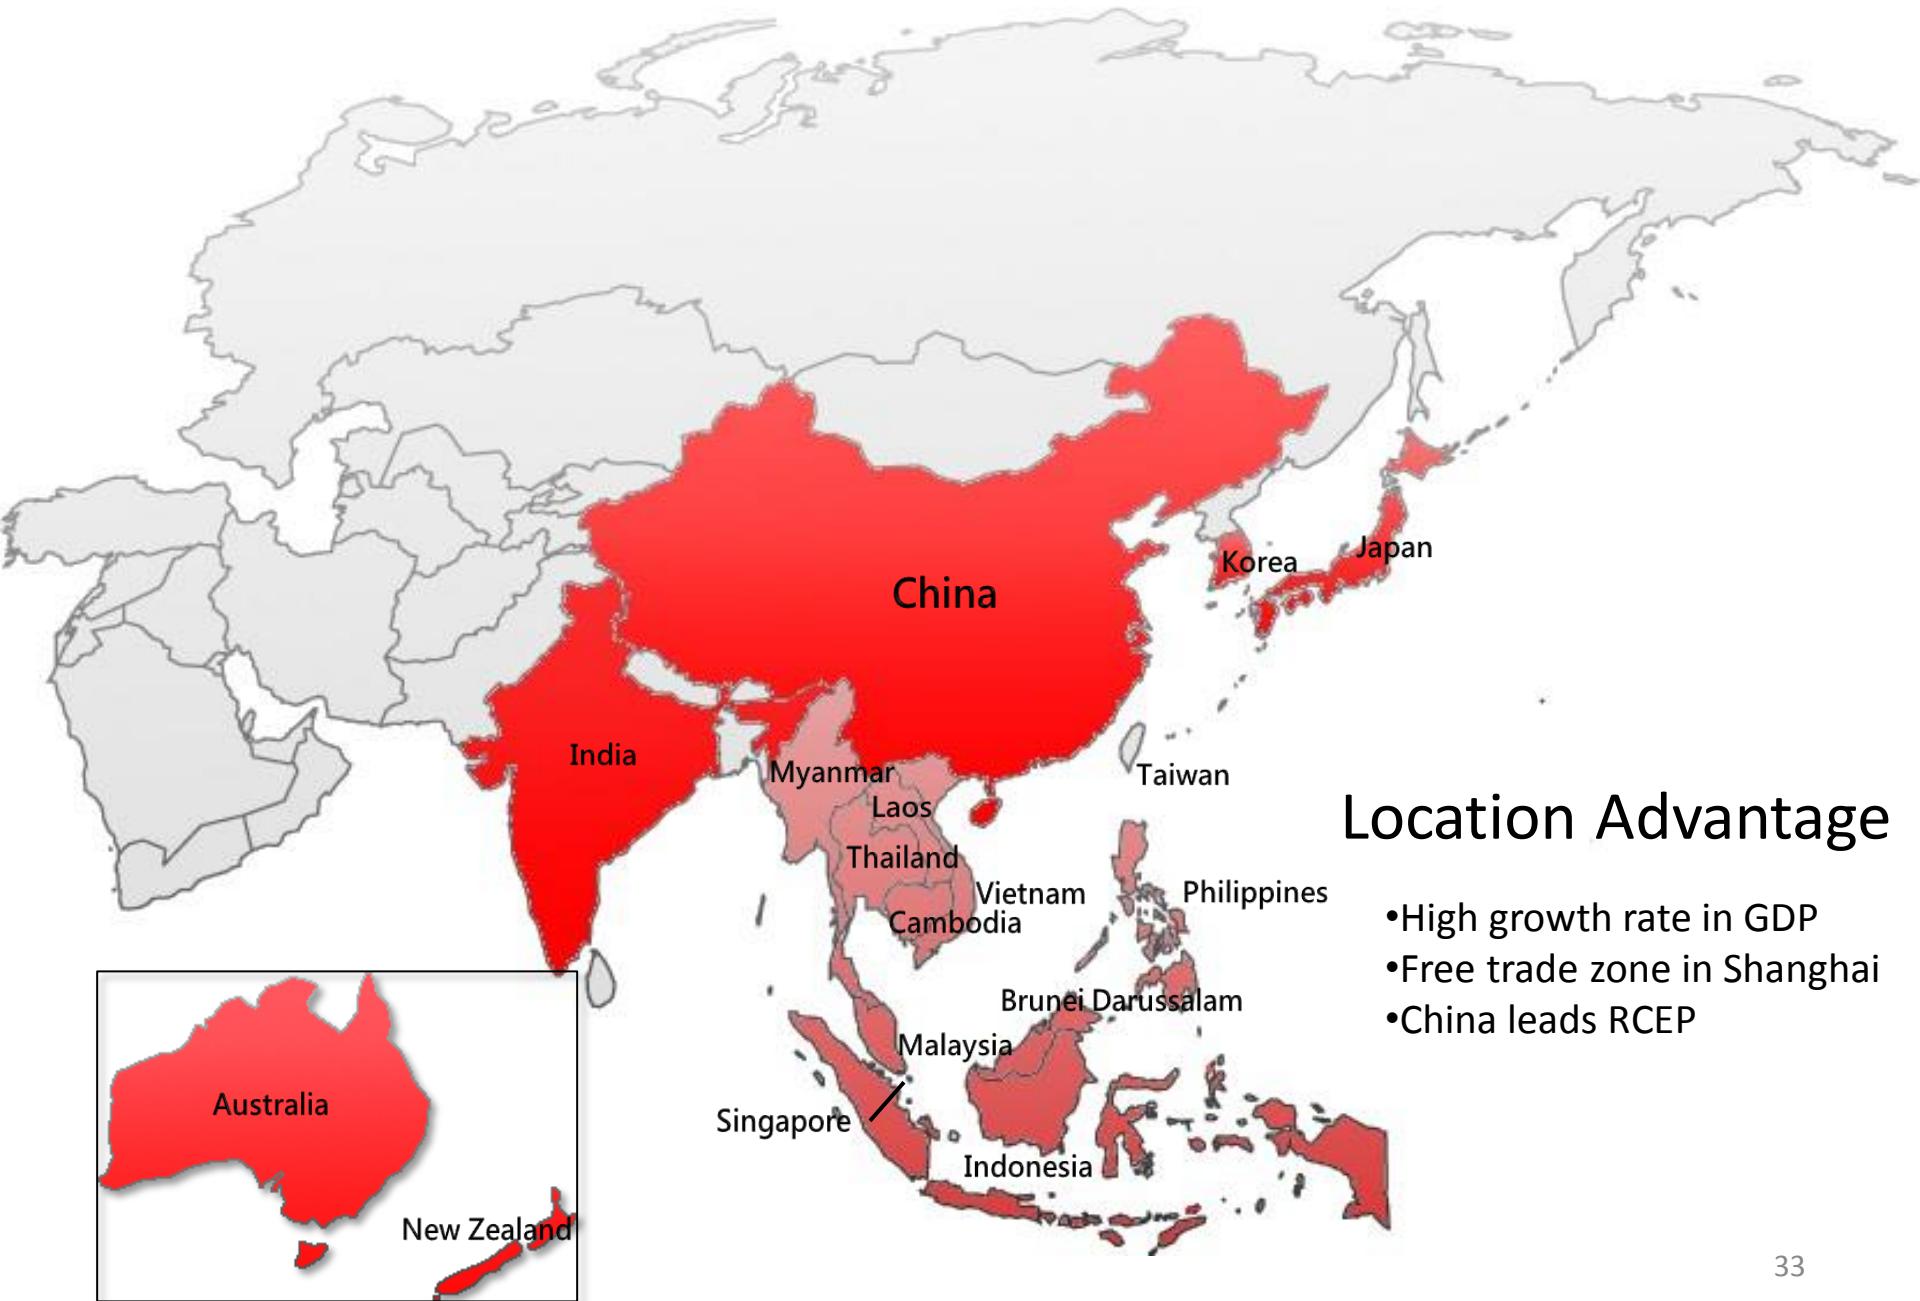 Japan
Korea
China
India
Myanmar
Taiwan
Laos
Thailand
Vietnam
Philippines
Cambodia
Brunei Darussalam
Malaysia
Singapore
Indonesia
Australia
New Zealand
Location Advantage
•High growth rate in GDP
•Free trade zone in Shanghai
•China leads RCEP
33